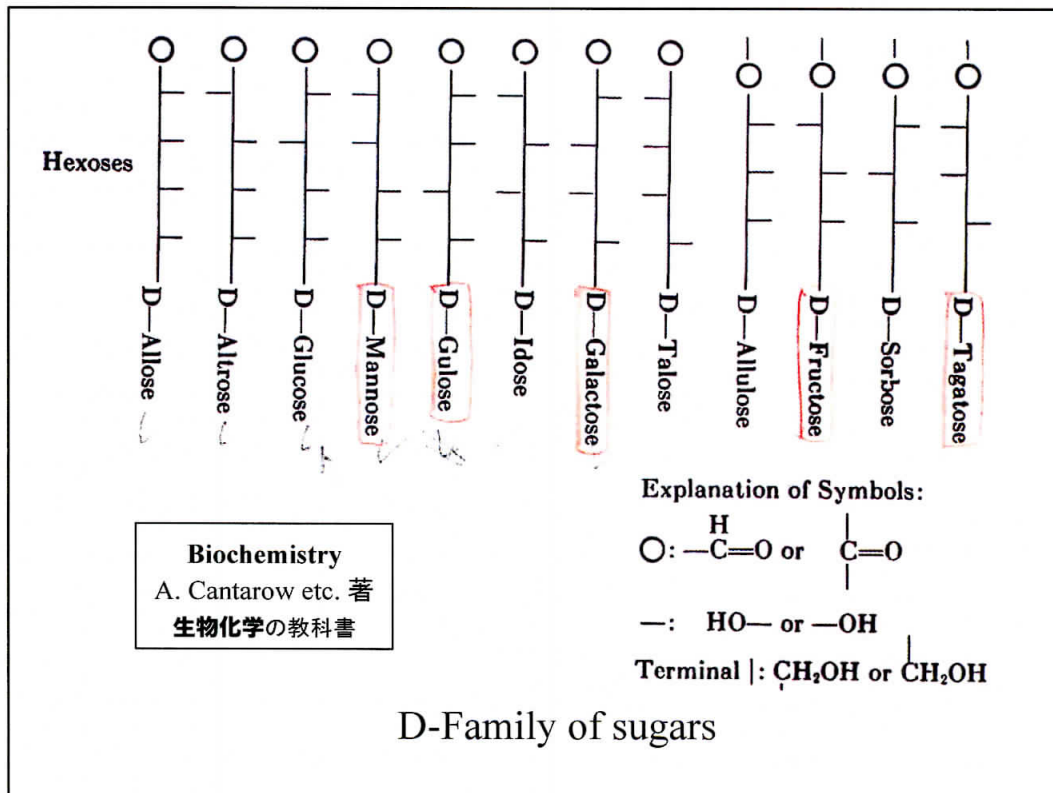 Hexoses
D—Allose
D—Altrose
D—Glucose
D—Mannose
D—Gulose
D—Idose
D—Galactose
D—Talose
D—Allulose
D—Fructose
D—Sorbose
D—Tagatose
Explanation of Symbols:
H
O: —C=O or C=O
—: HO— or —OH
Terminal |: CH₂OH or CH₂OH
Biochemistry
A. Cantarow etc. 著
生物化学の教科書
D-Family of sugars